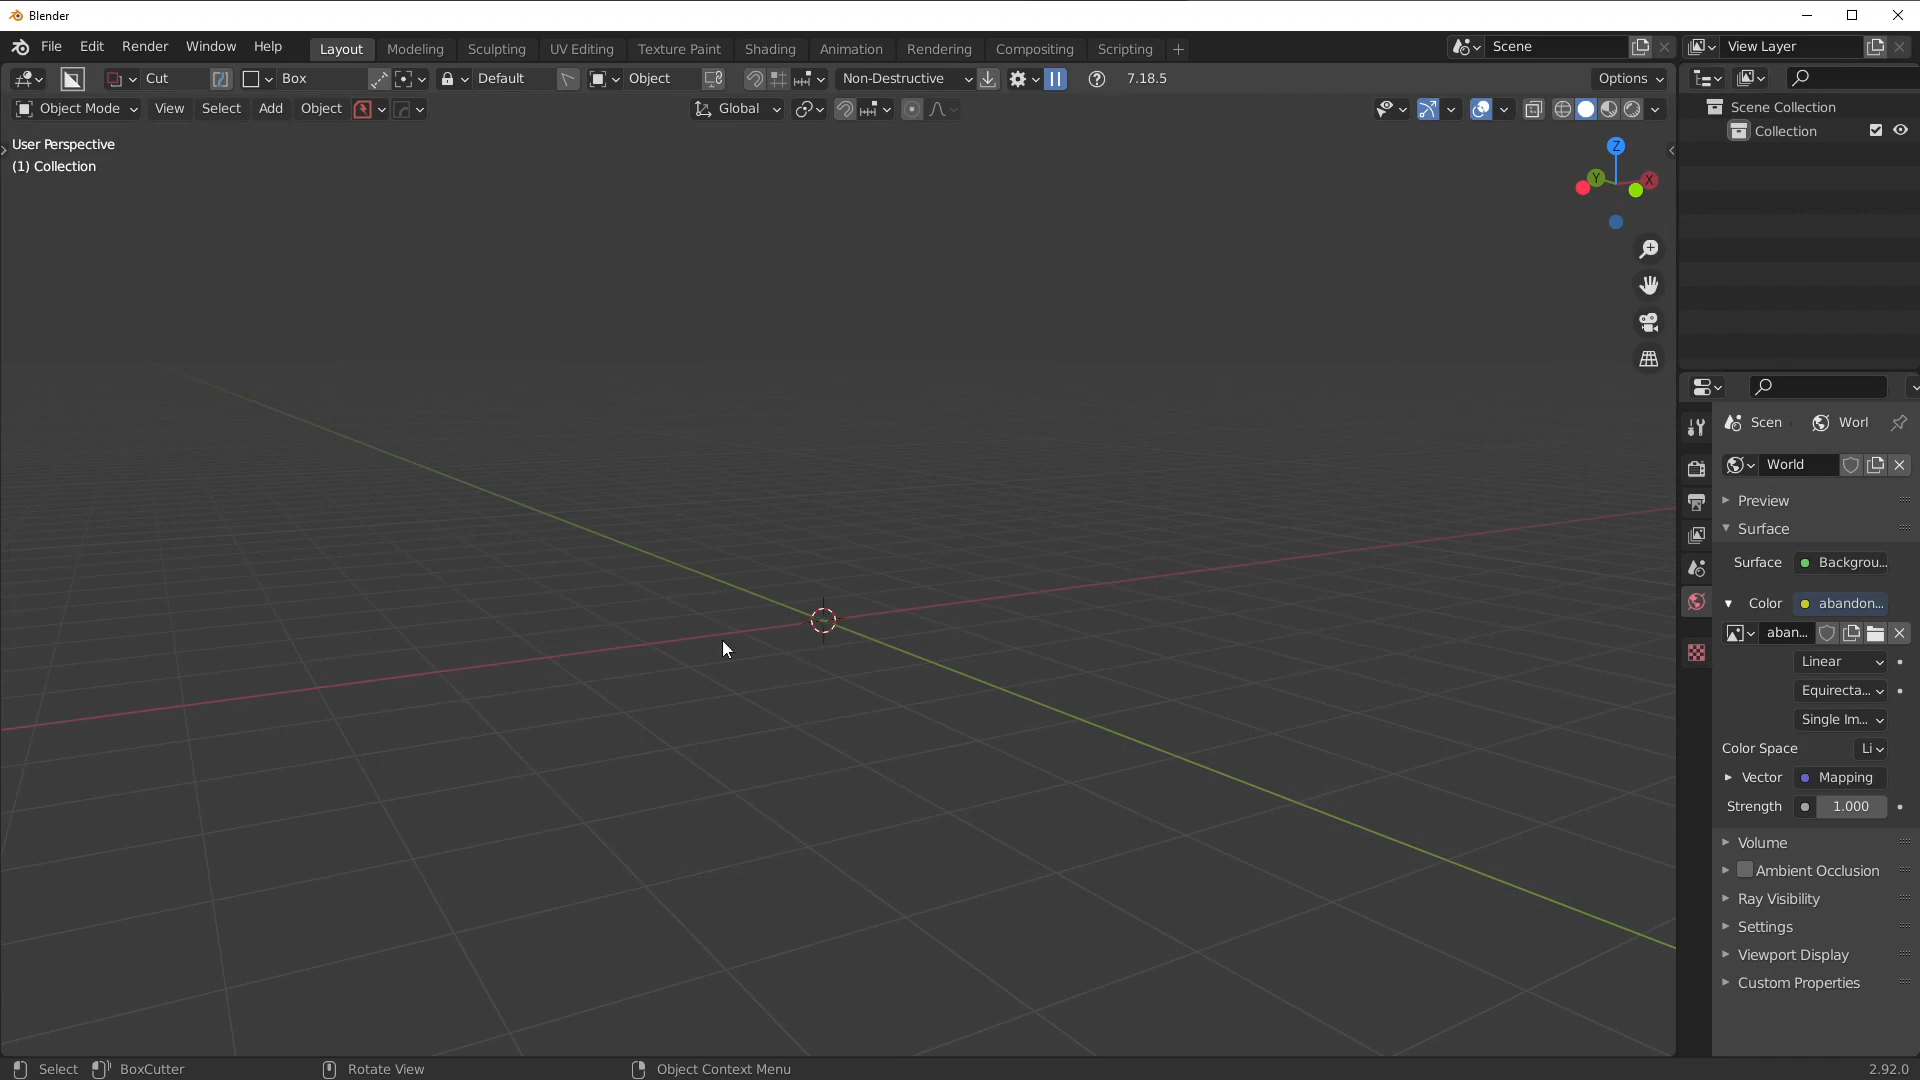 Blender
File Edit Render Window Help Layout Modeling Sculpting UV Editing Texture Paint Shading Animation Rendering Compositing Scripting + Scene View Layer
Cut Box Default Object Non-Destructive 7.18.5 Options
Object Mode View Select Add Object Global
User Perspective
(1) Collection
Z
Y X
Scene Collection
Collection
Scen Worl
World
Preview
Surface
Surface Backgrou...
Color abandon...
aban...
Linear
Equirecta...
Single Im...
Color Space Li
Vector Mapping
Strength 1.000
Volume
Ambient Occlusion
Ray Visibility
Settings
Viewport Display
Custom Properties
Select BoxCutter Rotate View Object Context Menu 2.92.0